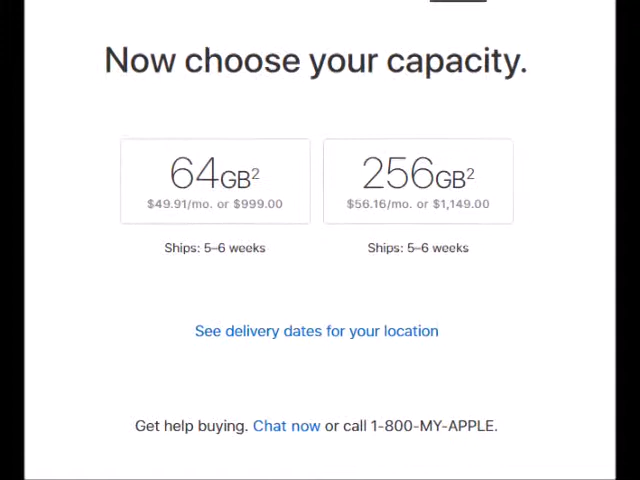 Now choose your capacity.
64GB² 256GB²
$49.91/mo. or $999.00 $56.16/mo. or $1,149.00
Ships: 5–6 weeks Ships: 5–6 weeks
See delivery dates for your location
Get help buying. Chat now or call 1-800-MY-APPLE.